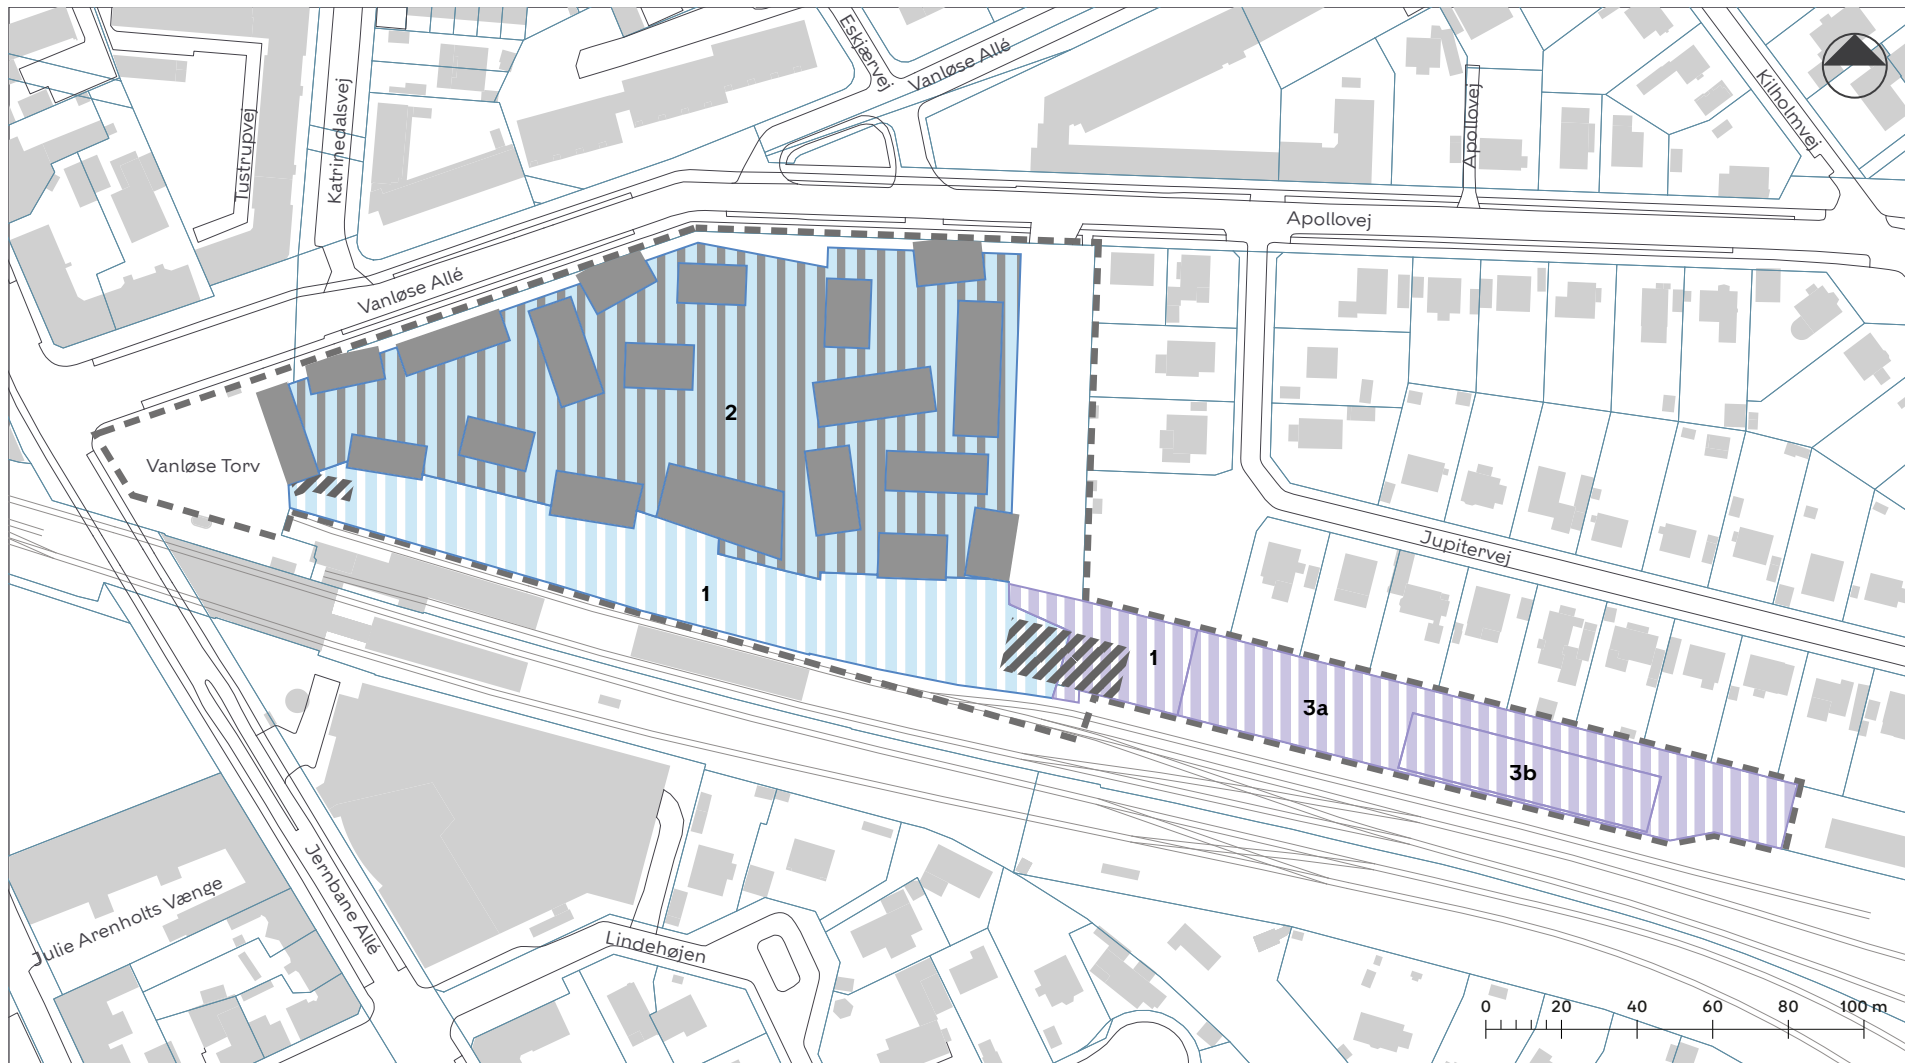 Eskjærvej
Vanløse Allé
Kilholmvej
Apollovej
Tustrupvej
Katrinedalsvej
Apollovej
Vanløse Allé
2
Vanløse Torv
Jupitervej
1
1
3a
3b
Jernbane Allé
Julie Arenholts Vænge
Lindehøjen
0 20 40 60 80 100 m